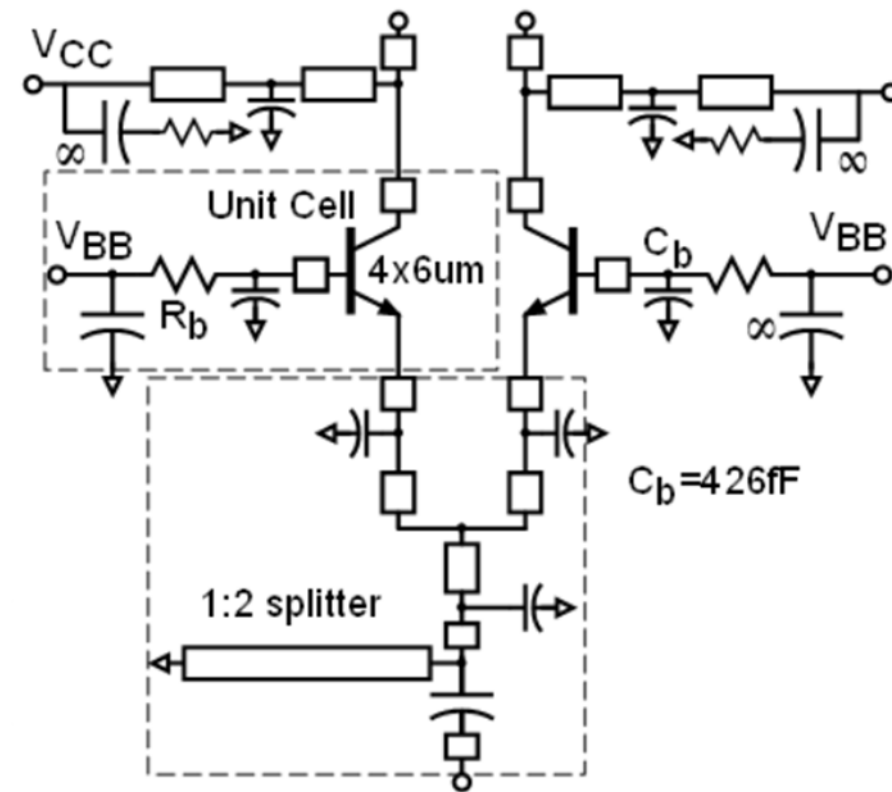 VCC
∞
∞
Unit Cell
VBB
4x6um
Cb
VBB
Rb
∞
Cb=426fF
1:2 splitter